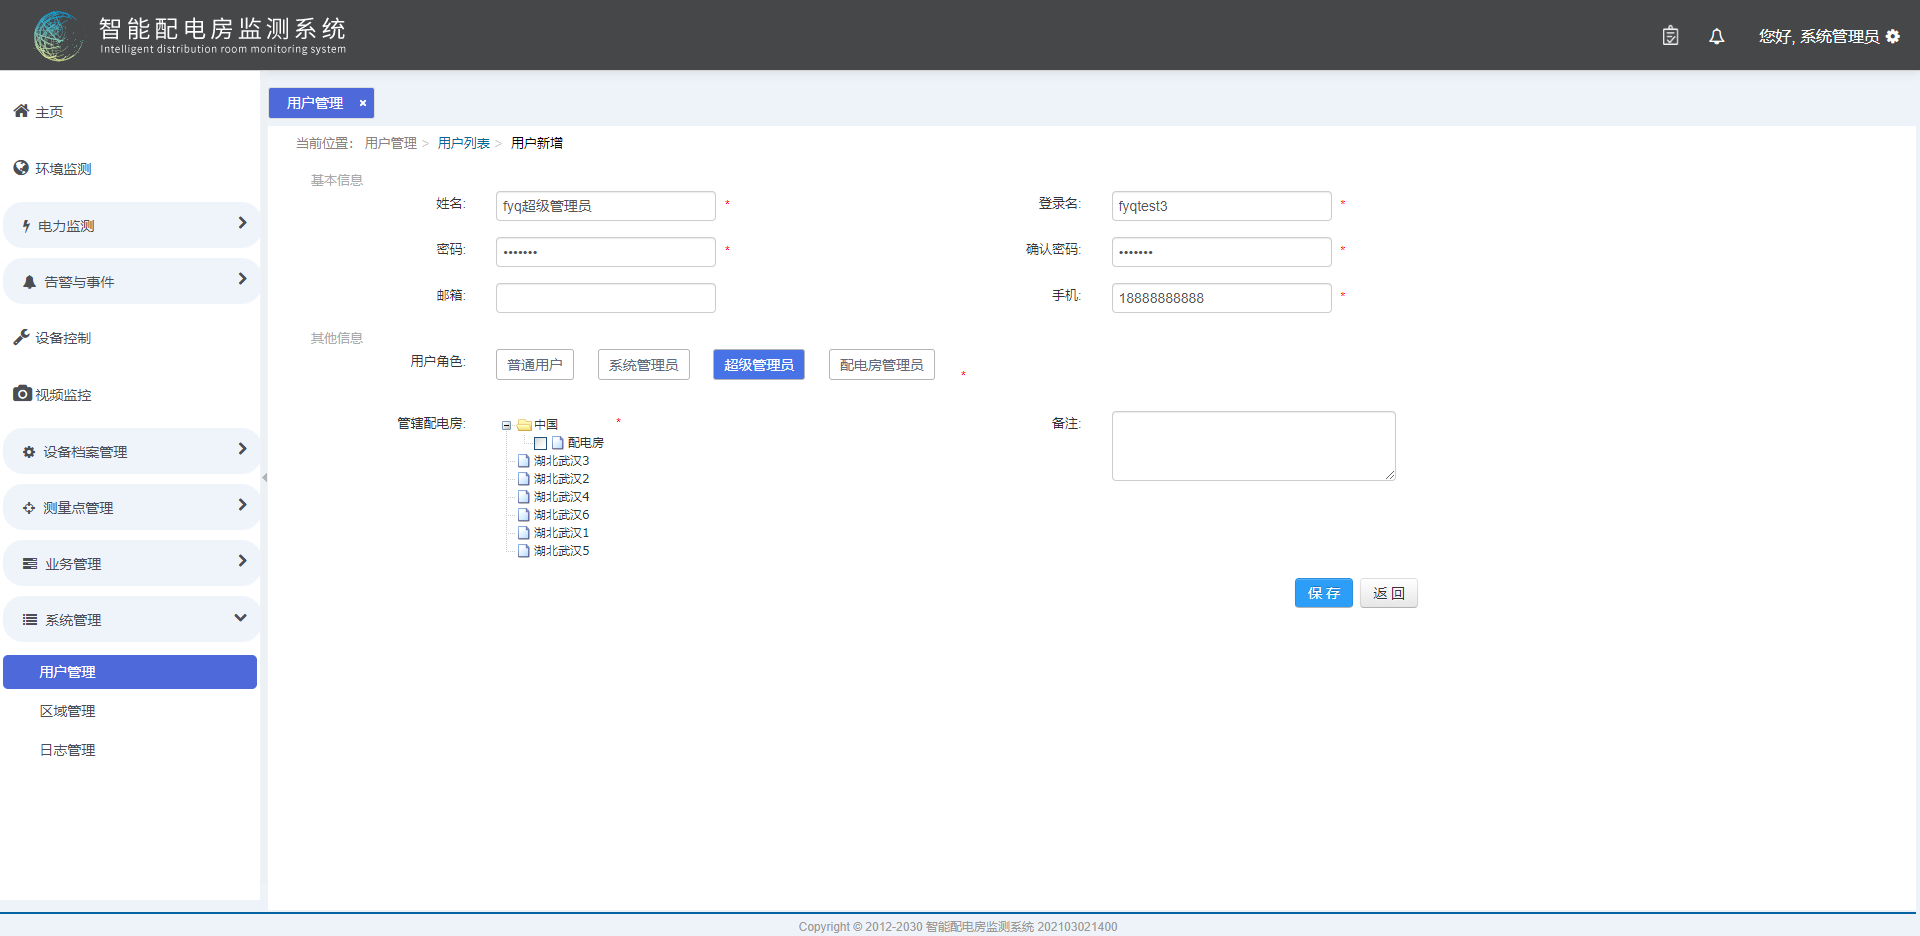 智能配电房监测系统
Intelligent distribution room monitoring system
您好, 系统管理员
主页
环境监测
电力监测
告警与事件
设备控制
视频监控
设备档案管理
测量点管理
业务管理
系统管理
用户管理
区域管理
日志管理
用户管理 ×
当前位置： 用户管理 > 用户列表 > 用户新增
基本信息
姓名: fyq超级管理员 * 登录名: fyqtest3 *
密码: ••••••• * 确认密码: ••••••• *
邮箱: 手机: 18888888888 *
其他信息
用户角色: 普通用户 系统管理员 超级管理员 配电房管理员 *
管辖配电房: 中国 * 备注:
配电房
湖北武汉3
湖北武汉2
湖北武汉4
湖北武汉6
湖北武汉1
湖北武汉5
保 存 返 回
Copyright © 2012-2030 智能配电房监测系统 202103021400